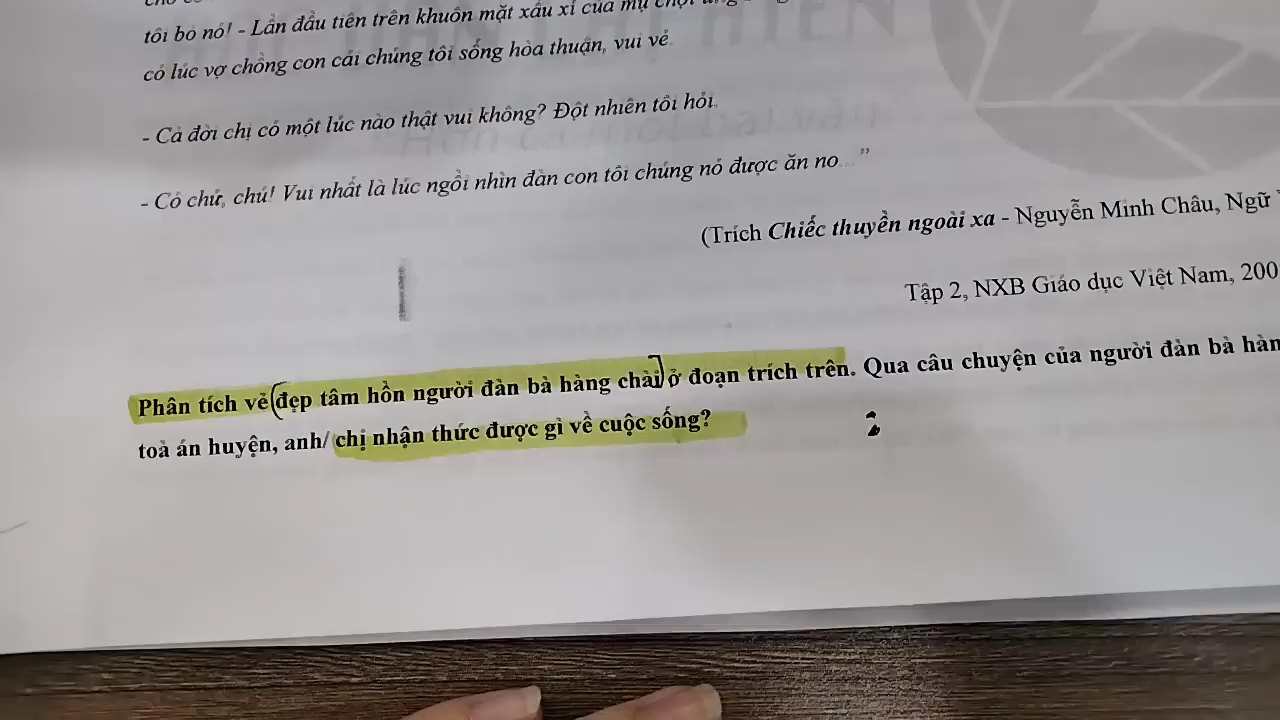 tôi bỏ nó! - Lần đầu tiên trên khuôn mặt xấu xí của mụ
có lúc vợ chồng con cái chúng tôi sống hòa thuận, vui vẻ.
- Cả đời chị có một lúc nào thật vui không? Đột nhiên tôi hỏi.
- Có chứ, chú! Vui nhất là lúc ngồi nhìn đàn con tôi chúng nó được ăn no... ”
(Trích Chiếc thuyền ngoài xa - Nguyễn Minh Châu, Ngữ
Tập 2, NXB Giáo dục Việt Nam, 200
Phân tích vẻ đẹp tâm hồn người đàn bà hàng chài ở đoạn trích trên. Qua câu chuyện của người đàn bà hàn
toà án huyện, anh/ chị nhận thức được gì về cuộc sống?